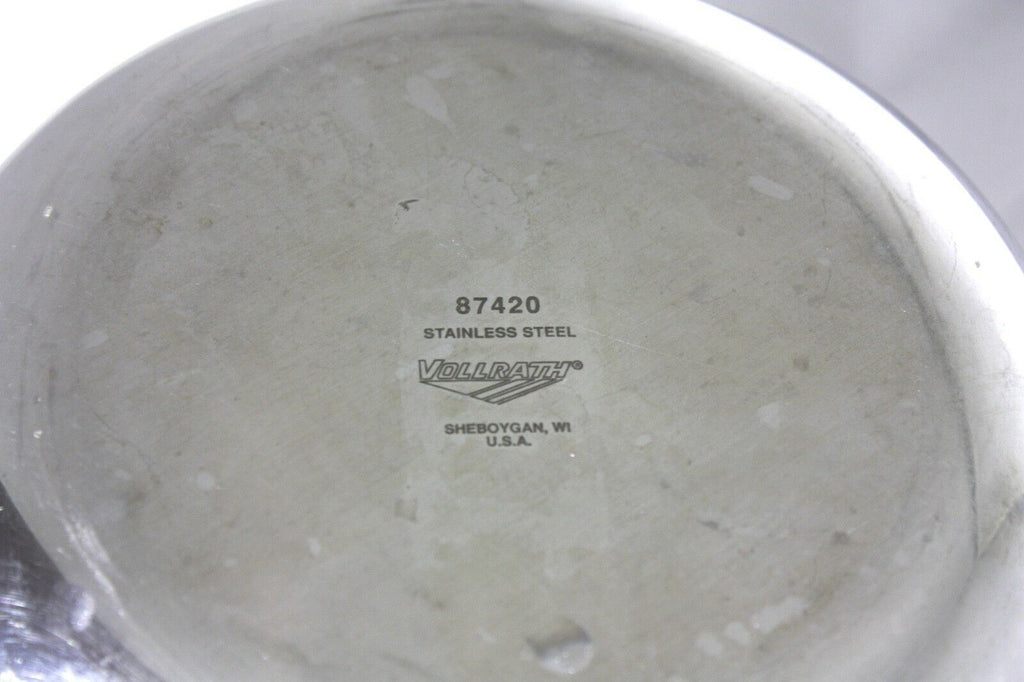 87420
STAINLESS STEEL
VOLLRATH®
SHEBOYGAN, WI
U.S.A.